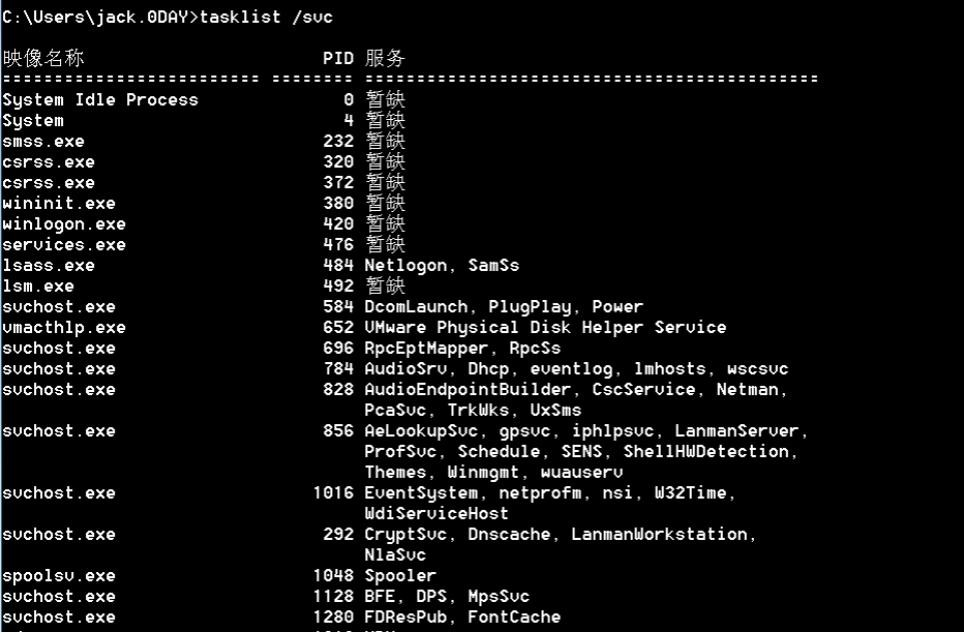 C:\Users\jack.0DAY>tasklist /svc
映像名称 PID 服务
========================= ======== ============================================
System Idle Process 0 暂缺
System 4 暂缺
smss.exe 232 暂缺
csrss.exe 320 暂缺
csrss.exe 372 暂缺
wininit.exe 380 暂缺
winlogon.exe 420 暂缺
services.exe 476 暂缺
lsass.exe 484 Netlogon, SamSs
lsm.exe 492 暂缺
svchost.exe 584 DcomLaunch, PlugPlay, Power
vmacthlp.exe 652 VMware Physical Disk Helper Service
svchost.exe 696 RpcEptMapper, RpcSs
svchost.exe 784 AudioSrv, Dhcp, eventlog, lmhosts, wscsvc
svchost.exe 828 AudioEndpointBuilder, CscService, Netman,
PcaSvc, TrkWks, UxSms
svchost.exe 856 AeLookupSvc, gpsvc, iphlpsvc, LanmanServer,
ProfSvc, Schedule, SENS, ShellHWDetection,
Themes, Winmgmt, wuauserv
svchost.exe 1016 EventSystem, netprofm, nsi, W32Time,
WdiServiceHost
svchost.exe 292 CryptSvc, Dnscache, LanmanWorkstation,
NlaSvc
spoolsv.exe 1048 Spooler
svchost.exe 1128 BFE, DPS, MpsSvc
svchost.exe 1280 FDResPub, FontCache